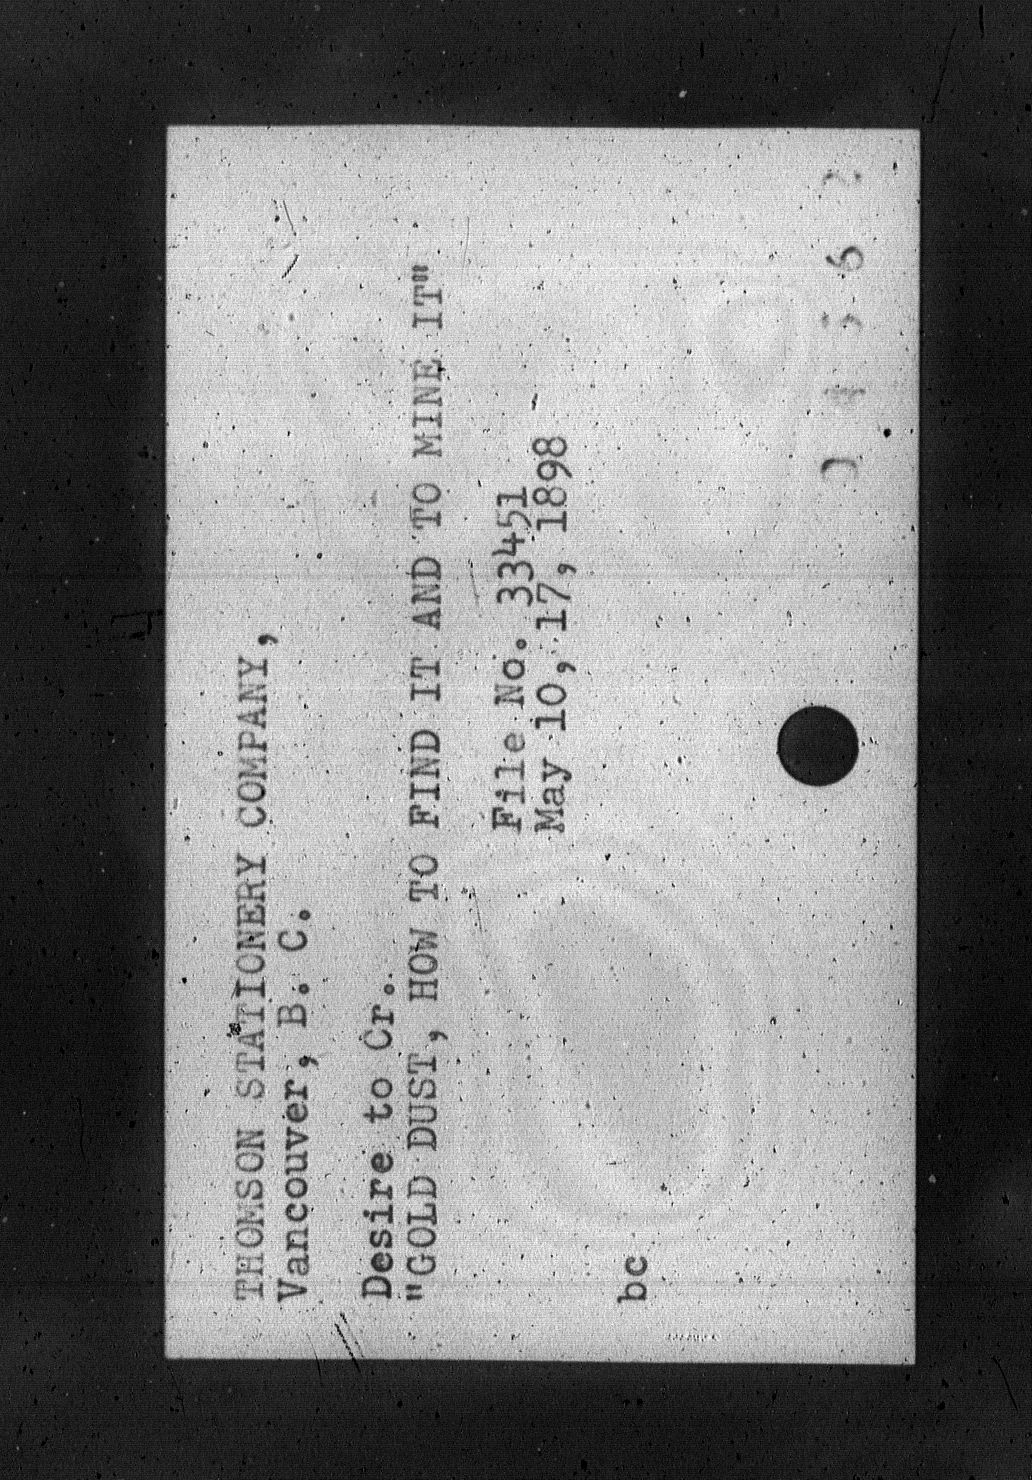 THOMSON STATIONERY COMPANY,
Vancouver, B. C.
Desire to Cr.
"GOLD DUST, HOW TO FIND IT AND TO MINE IT"
File No. 33451
May 10, 17, 1898
bc